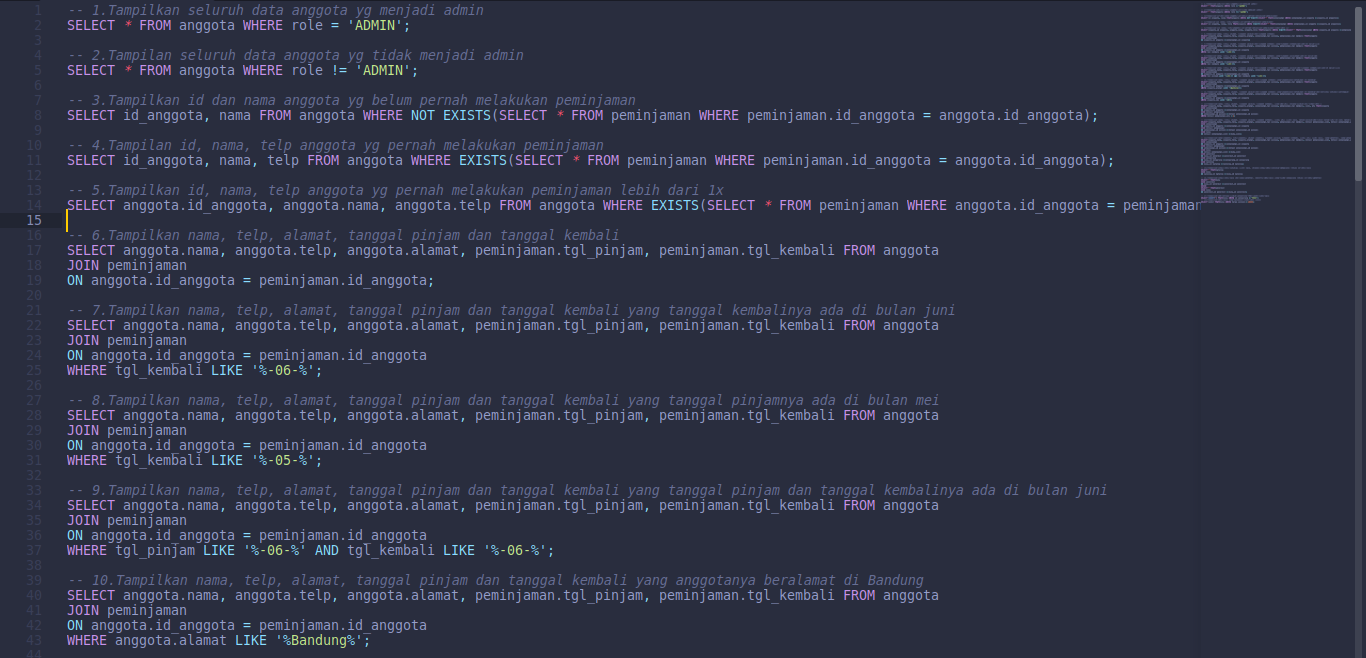 1 -- 1.Tampilkan seluruh data anggota yg menjadi admin
2 SELECT * FROM anggota WHERE role = 'ADMIN';
3
4 -- 2.Tampilan seluruh data anggota yg tidak menjadi admin
5 SELECT * FROM anggota WHERE role != 'ADMIN';
6
7 -- 3.Tampilkan id dan nama anggota yg belum pernah melakukan peminjaman
8 SELECT id_anggota, nama FROM anggota WHERE NOT EXISTS(SELECT * FROM peminjaman WHERE peminjaman.id_anggota = anggota.id_anggota);
9
10 -- 4.Tampilan id, nama, telp anggota yg pernah melakukan peminjaman
11 SELECT id_anggota, nama, telp FROM anggota WHERE EXISTS(SELECT * FROM peminjaman WHERE peminjaman.id_anggota = anggota.id_anggota);
12
13 -- 5.Tampilkan id, nama, telp anggota yg pernah melakukan peminjaman lebih dari 1x
14 SELECT anggota.id_anggota, anggota.nama, anggota.telp FROM anggota WHERE EXISTS(SELECT * FROM peminjaman WHERE anggota.id_anggota = peminjaman
15
16 -- 6.Tampilkan nama, telp, alamat, tanggal pinjam dan tanggal kembali
17 SELECT anggota.nama, anggota.telp, anggota.alamat, peminjaman.tgl_pinjam, peminjaman.tgl_kembali FROM anggota
18 JOIN peminjaman
19 ON anggota.id_anggota = peminjaman.id_anggota;
20
21 -- 7.Tampilkan nama, telp, alamat, tanggal pinjam dan tanggal kembali yang tanggal kembalinya ada di bulan juni
22 SELECT anggota.nama, anggota.telp, anggota.alamat, peminjaman.tgl_pinjam, peminjaman.tgl_kembali FROM anggota
23 JOIN peminjaman
24 ON anggota.id_anggota = peminjaman.id_anggota
25 WHERE tgl_kembali LIKE '%-06-%';
26
27 -- 8.Tampilkan nama, telp, alamat, tanggal pinjam dan tanggal kembali yang tanggal pinjamnya ada di bulan mei
28 SELECT anggota.nama, anggota.telp, anggota.alamat, peminjaman.tgl_pinjam, peminjaman.tgl_kembali FROM anggota
29 JOIN peminjaman
30 ON anggota.id_anggota = peminjaman.id_anggota
31 WHERE tgl_kembali LIKE '%-05-%';
32
33 -- 9.Tampilkan nama, telp, alamat, tanggal pinjam dan tanggal kembali yang tanggal pinjam dan tanggal kembalinya ada di bulan juni
34 SELECT anggota.nama, anggota.telp, anggota.alamat, peminjaman.tgl_pinjam, peminjaman.tgl_kembali FROM anggota
35 JOIN peminjaman
36 ON anggota.id_anggota = peminjaman.id_anggota
37 WHERE tgl_pinjam LIKE '%-06-%' AND tgl_kembali LIKE '%-06-%';
38
39 -- 10.Tampilkan nama, telp, alamat, tanggal pinjam dan tanggal kembali yang anggotanya beralamat di Bandung
40 SELECT anggota.nama, anggota.telp, anggota.alamat, peminjaman.tgl_pinjam, peminjaman.tgl_kembali FROM anggota
41 JOIN peminjaman
42 ON anggota.id_anggota = peminjaman.id_anggota
43 WHERE anggota.alamat LIKE '%Bandung%';
44